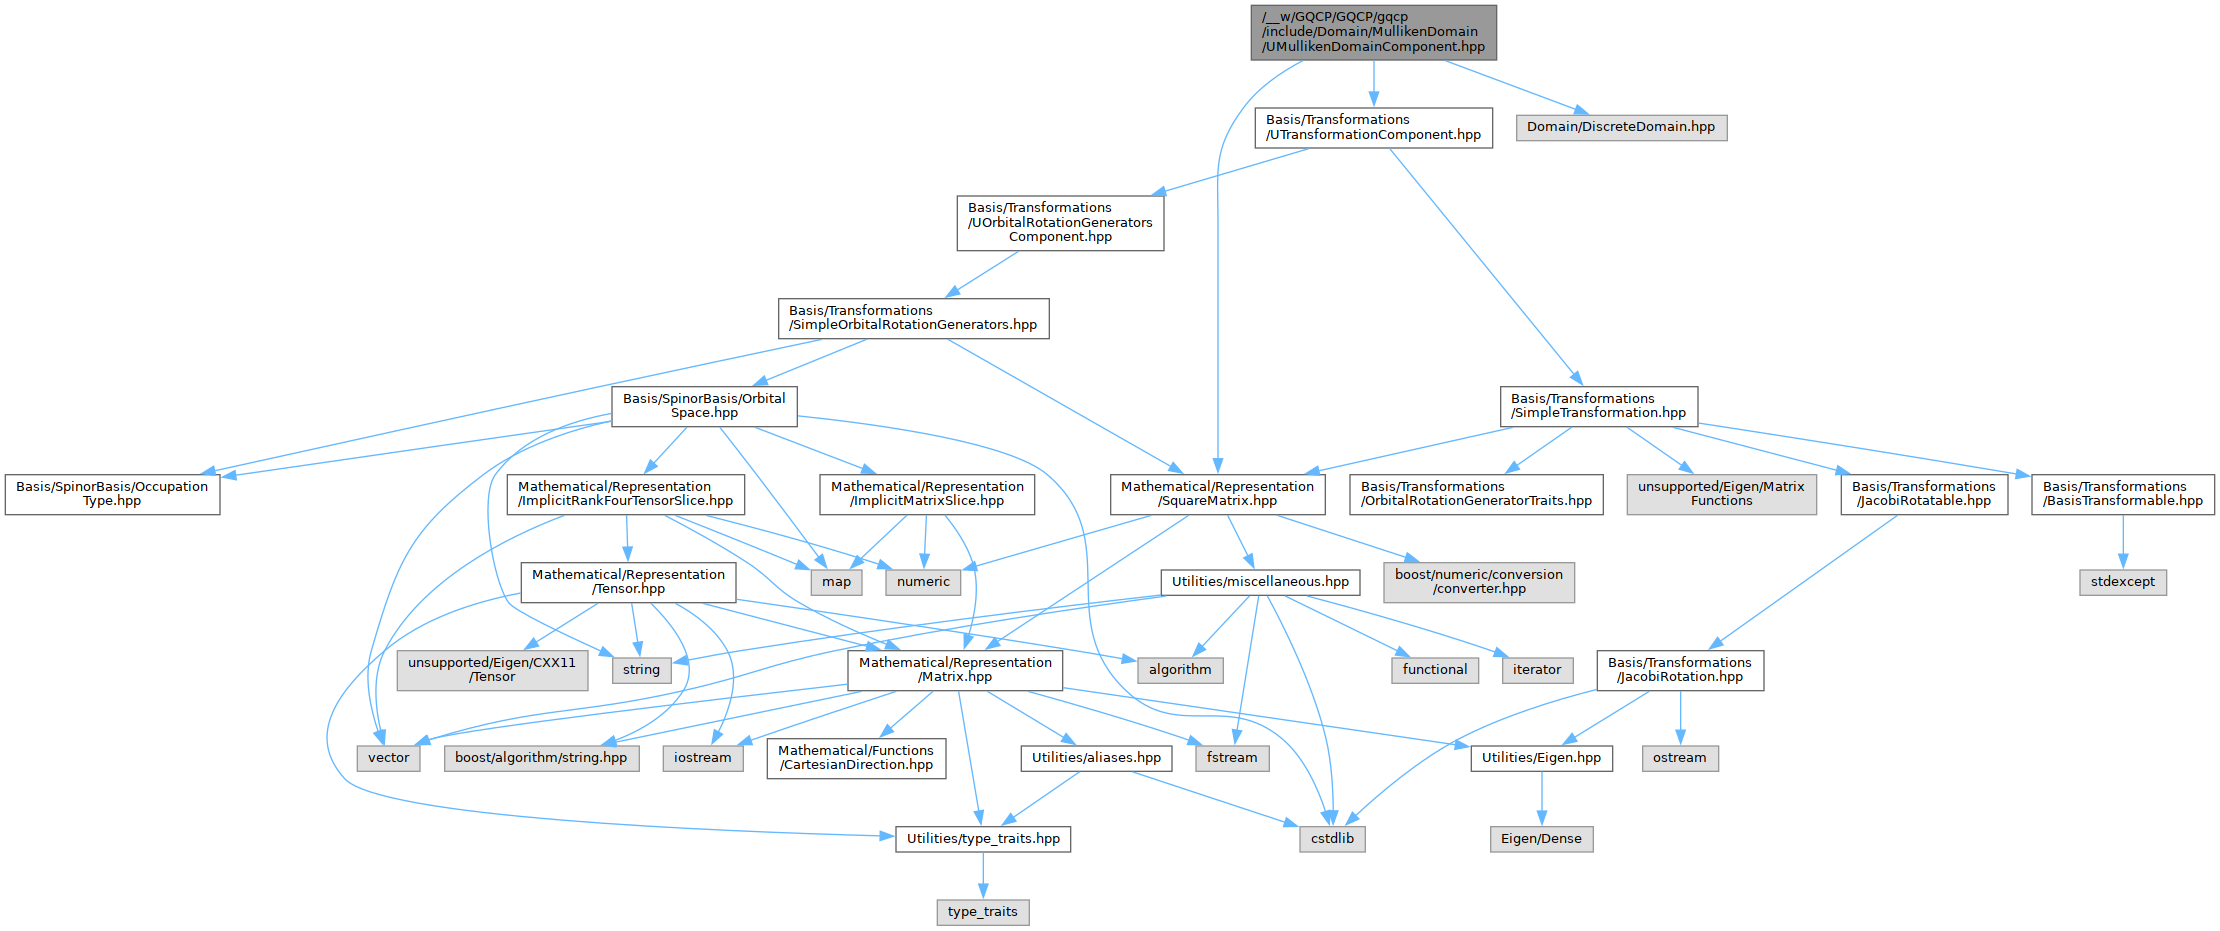 /__w/GQCP/GQCP/gqcp
/include/Domain/MullikenDomain
/UMullikenDomainComponent.hpp
Basis/Transformations
/UTransformationComponent.hpp
Domain/DiscreteDomain.hpp
Basis/Transformations
/UOrbitalRotationGenerators
Component.hpp
Basis/Transformations
/SimpleOrbitalRotationGenerators.hpp
Basis/SpinorBasis/Orbital
Space.hpp
Basis/Transformations
/SimpleTransformation.hpp
Basis/SpinorBasis/Occupation
Type.hpp
Mathematical/Representation
/ImplicitRankFourTensorSlice.hpp
Mathematical/Representation
/ImplicitMatrixSlice.hpp
Mathematical/Representation
/SquareMatrix.hpp
Basis/Transformations
/OrbitalRotationGeneratorTraits.hpp
unsupported/Eigen/Matrix
Functions
Basis/Transformations
/JacobiRotatable.hpp
Basis/Transformations
/BasisTransformable.hpp
Mathematical/Representation
/Tensor.hpp
map
numeric
Utilities/miscellaneous.hpp
boost/numeric/conversion
/converter.hpp
stdexcept
unsupported/Eigen/CXX11
/Tensor
string
Mathematical/Representation
/Matrix.hpp
algorithm
functional
iterator
Basis/Transformations
/JacobiRotation.hpp
vector
boost/algorithm/string.hpp
iostream
Mathematical/Functions
/CartesianDirection.hpp
Utilities/aliases.hpp
fstream
Utilities/Eigen.hpp
ostream
Utilities/type_traits.hpp
cstdlib
Eigen/Dense
type_traits